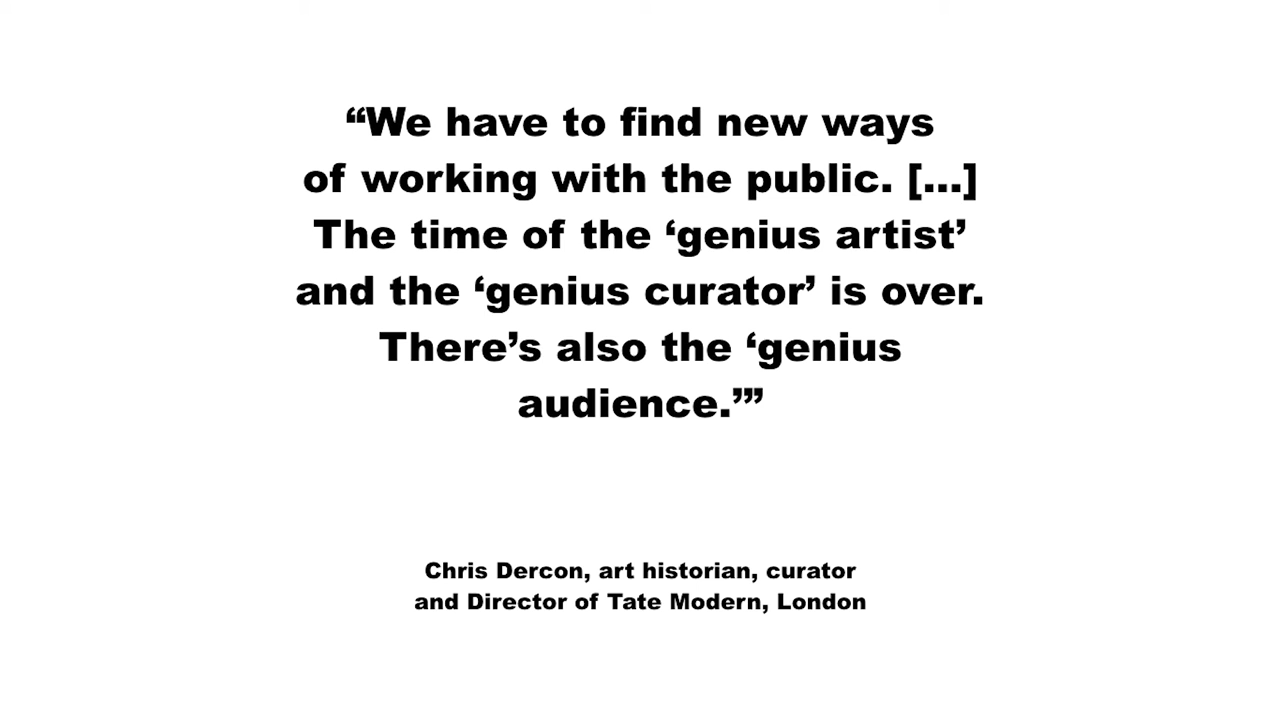 “We have to find new ways
of working with the public. [...]
The time of the ‘genius artist’
and the ‘genius curator’ is over.
There’s also the ‘genius
audience.’”
Chris Dercon, art historian, curator
and Director of Tate Modern, London